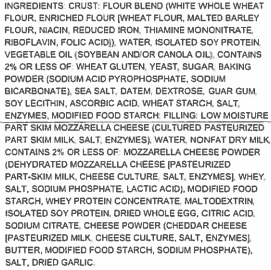 INGREDIENTS: CRUST: FLOUR BLEND (WHITE WHOLE WHEAT
FLOUR, ENRICHED FLOUR [WHEAT FLOUR, MALTED BARLEY
FLOUR, NIACIN, REDUCED IRON, THIAMINE MONONITRATE,
RIBOFLAVIN, FOLIC ACID]), WATER, ISOLATED SOY PROTEIN,
VEGETABLE OIL (SOYBEAN AND/OR CANOLA OIL), CONTAINS
2% OR LESS OF: WHEAT GLUTEN, YEAST, SUGAR, BAKING
POWDER (SODIUM ACID PYROPHOSPHATE, SODIUM
BICARBONATE), SEA SALT, DATEM, DEXTROSE, GUAR GUM,
SOY LECITHIN, ASCORBIC ACID, WHEAT STARCH, SALT,
ENZYMES, MODIFIED FOOD STARCH; FILLING: LOW MOISTURE
PART SKIM MOZZARELLA CHEESE (CULTURED PASTEURIZED
PART SKIM MILK, SALT, ENZYMES), WATER, NONFAT DRY MILK,
CONTAINS 2% OR LESS OF: MOZZARELLA CHEESE POWDER
(DEHYDRATED MOZZARELLA CHEESE [PASTEURIZED
PART-SKIM MILK, CHEESE CULTURE, SALT, ENZYMES], WHEY,
SALT, SODIUM PHOSPHATE, LACTIC ACID), MODIFIED FOOD
STARCH, WHEY PROTEIN CONCENTRATE, MALTODEXTRIN,
ISOLATED SOY PROTEIN, DRIED WHOLE EGG, CITRIC ACID,
SODIUM CITRATE, CHEESE POWDER (CHEDDAR CHEESE
[PASTEURIZED MILK, CHEESE CULTURE, SALT, ENZYMES],
BUTTER, MODIFIED FOOD STARCH, SODIUM PHOSPHATE),
SALT, DRIED GARLIC.